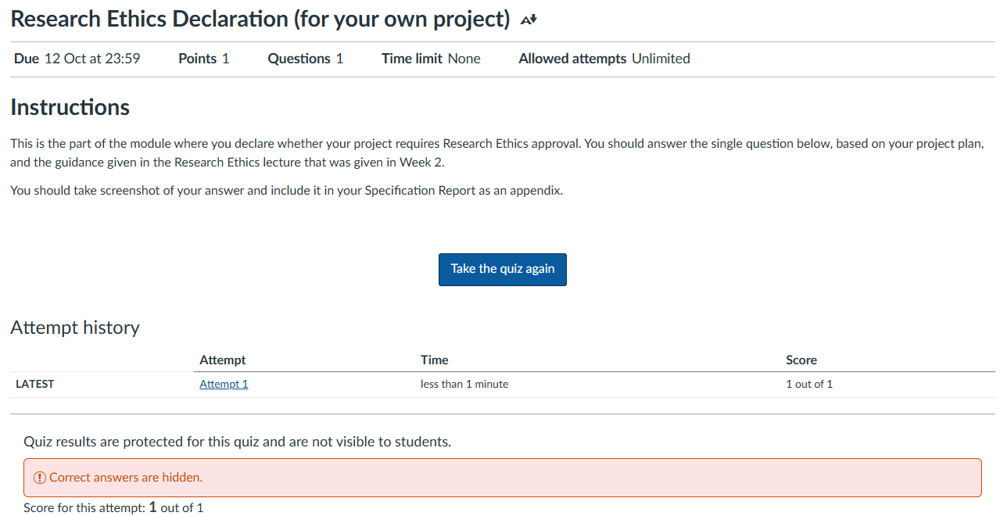 Research Ethics Declaration (for your own project)
Due 12 Oct at 23:59 Points 1 Questions 1 Time limit None Allowed attempts Unlimited
Instructions
This is the part of the module where you declare whether your project requires Research Ethics approval. You should answer the single question below, based on your project plan,
and the guidance given in the Research Ethics lecture that was given in Week 2.
You should take screenshot of your answer and include it in your Specification Report as an appendix.
Take the quiz again
Attempt history
Attempt Time Score
LATEST Attempt 1 less than 1 minute 1 out of 1
Quiz results are protected for this quiz and are not visible to students.
Correct answers are hidden.
Score for this attempt: 1 out of 1